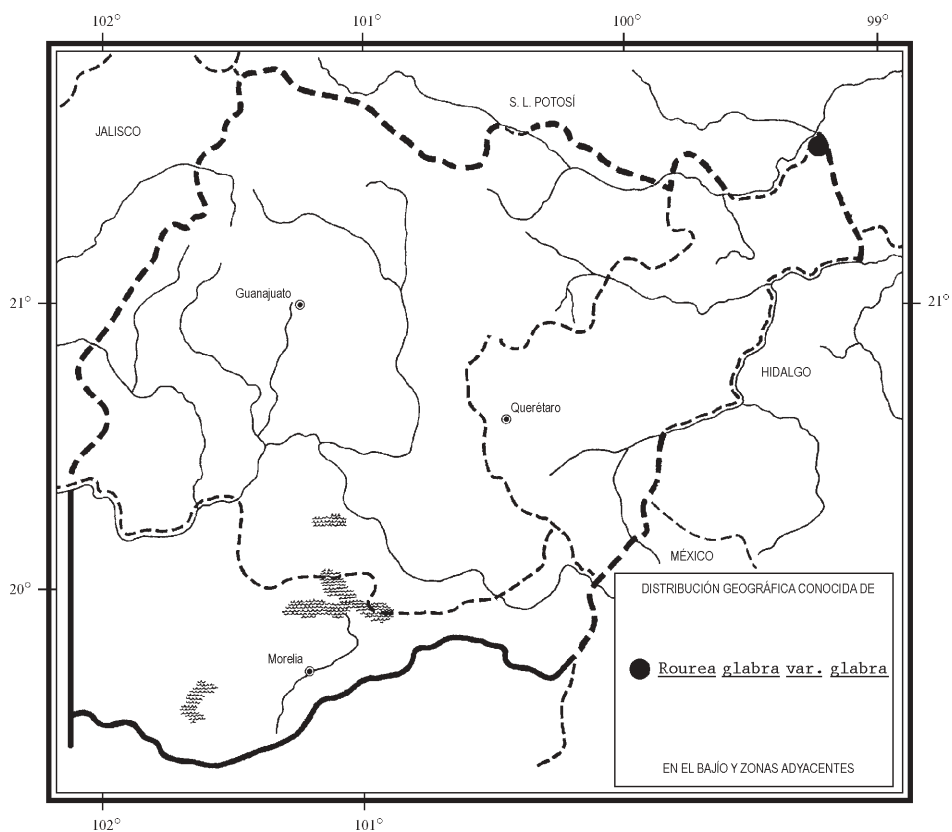 102° 101° 100° 99°
S. L. POTOSÍ
JALISCO
Guanajuato
21° 21°
HIDALGO
Querétaro
MÉXICO
20°
DISTRIBUCIÓN GEOGRÁFICA CONOCIDA DE
Morelia
Rourea glabra var. glabra
EN EL BAJÍO Y ZONAS ADYACENTES
102° 101°